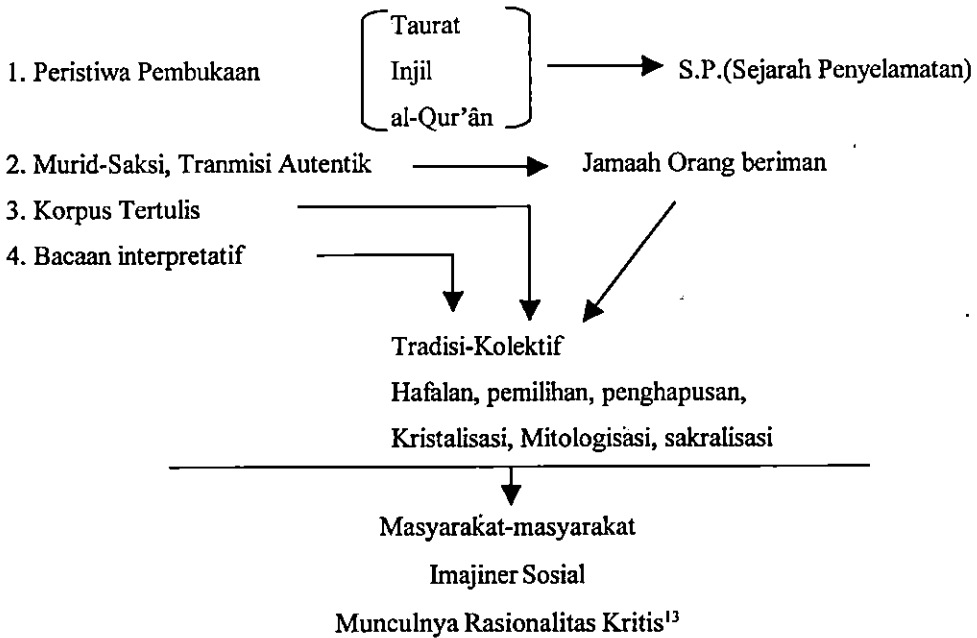 Taurat
1. Peristiwa Pembukaan Injil S.P.(Sejarah Penyelamatan)
al-Qur'ân
2. Murid-Saksi, Tranmisi Autentik Jamaah Orang beriman
3. Korpus Tertulis
4. Bacaan interpretatif
Tradisi-Kolektif
Hafalan, pemilihan, penghapusan,
Kristalisasi, Mitologisasi, sakralisasi
Masyarakat-masyarakat
Imajiner Sosial
Munculnya Rasionalitas Kritis¹³